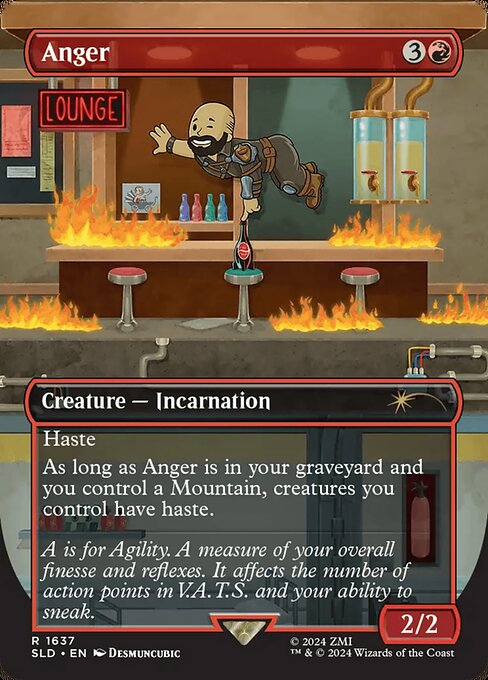 Anger 3
LOUNGE
Creature — Incarnation
Haste
As long as Anger is in your graveyard and
you control a Mountain, creatures you
control have haste.
A is for Agility. A measure of your overall
finesse and reflexes. It affects the number of
action points in V.A.T.S. and your ability to
sneak.
2/2
R 1637
SLD • EN Desmuncubic
© 2024 ZMI
™ & © 2024 Wizards of the Coast